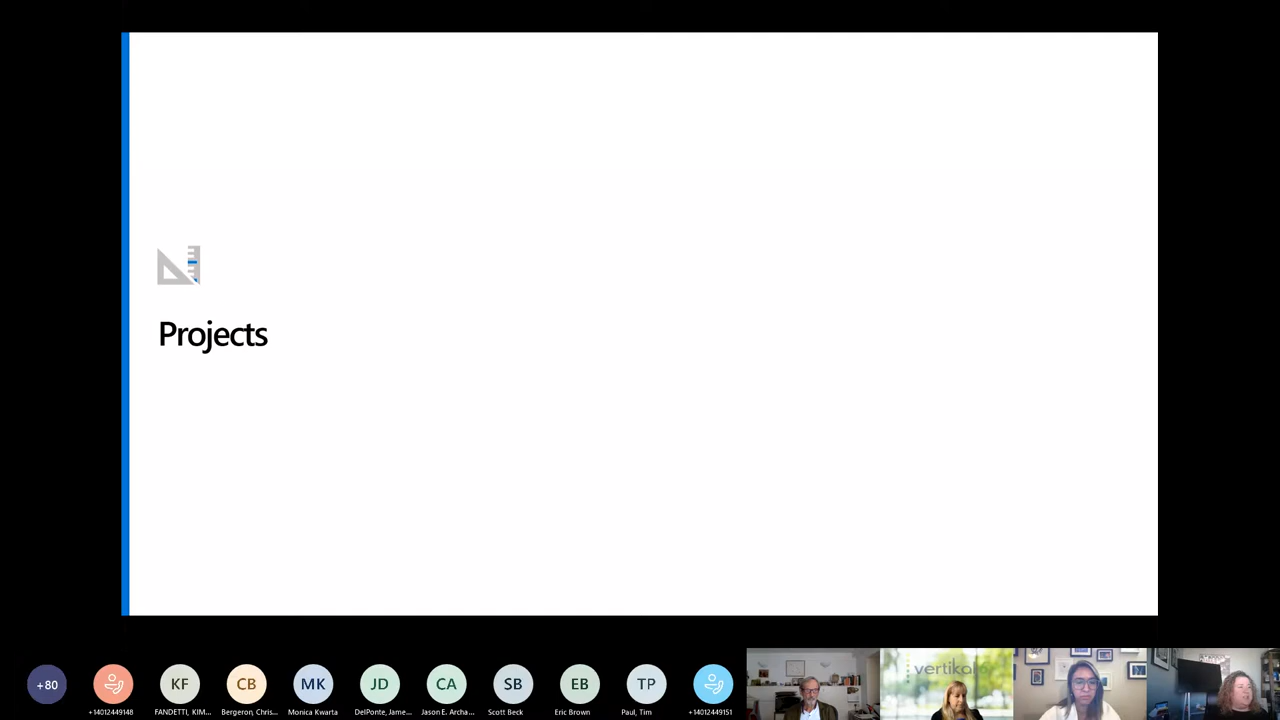 Projects
+80
KF
CB
MK
JD
CA
SB
EB
TP
+14012449148
FANDETTI, KIM...
Bergeron, Chris...
Monica Kwarta
DelPonte, Jame...
Jason E. Archa...
Scott Beck
Eric Brown
Paul, Tim
+14012449151